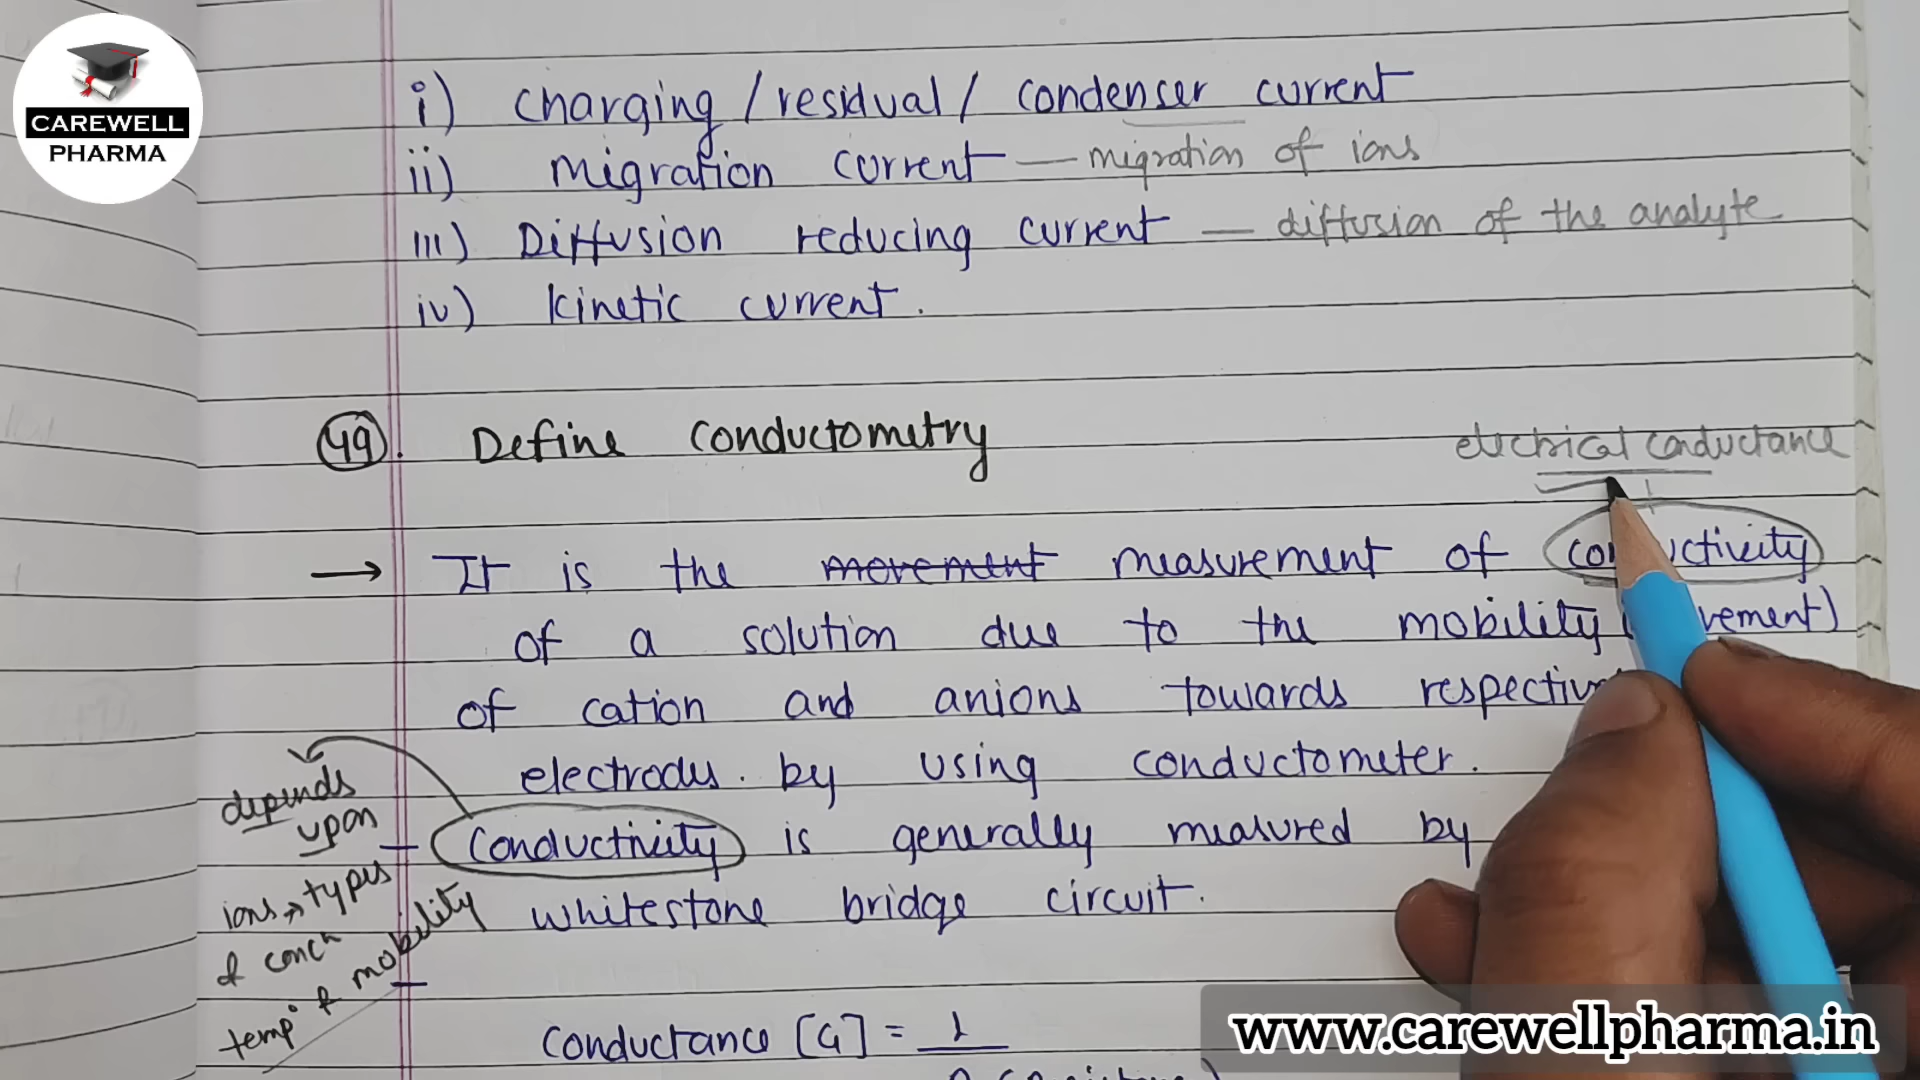 CAREWELL
PHARMA
i) Charging / residual / condenser current
ii) migration current — migration of ions
iii) Diffusion reducing current — diffusion of the analyte
iv) kinetic current.
49. Define Conductometry
electrical conductance
→ It is the movement measurement of conductivity
of a solution due to the mobility
of cation and anions towards
electrodes. by using conductometer.
depends
upon
– Conductivity is generally measured by
whitestone bridge circuit.
ions → types
& concn
temp° & mobility
Conductance [G] = 1
www.carewellpharma.in